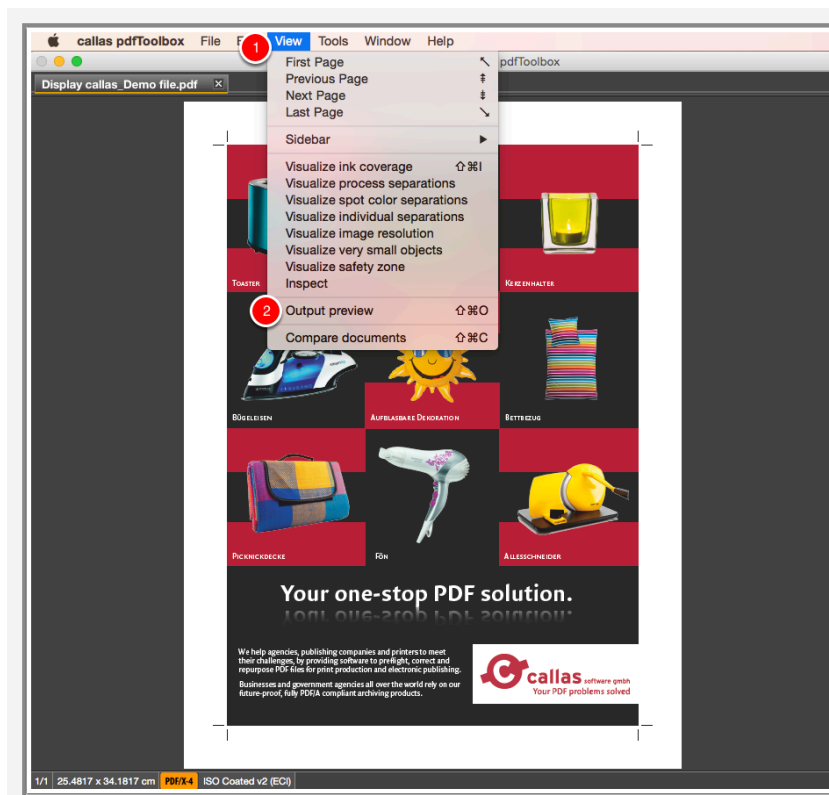 callas pdfToolbox File View Tools Window Help
1
pdfToolbox
Display callas_Demo file.pdf
First Page
Previous Page
Next Page
Last Page
Sidebar
Visualize ink coverage ⇧⌘I
Visualize process separations
Visualize spot color separations
Visualize individual separations
Visualize image resolution
Visualize very small objects
Visualize safety zone
Inspect
2
Output preview ⇧⌘O
Compare documents ⇧⌘C
TOASTER
KERZENHALTER
BÜGELEISEN
AUFBLASBARE DEKORATION
BETTBEZUG
PICKNICKDECKE
FÖN
ALLESSCHNEIDER
Your one-stop PDF solution.
We help agencies, publishing companies and printers to meet
their challenges, by providing software to preflight, correct and
repurpose PDF files for print production and electronic publishing.
Businesses and government agencies all over the world rely on our
future-proof, fully PDF/A compliant archiving products.
callas software gmbh
Your PDF problems solved
1/1 25.4817 x 34.1817 cm PDF/X-4 ISO Coated v2 (ECI)